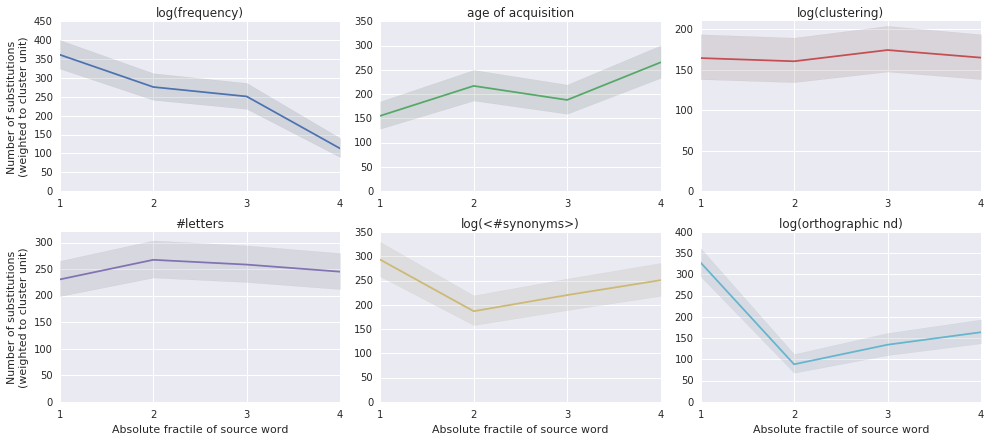 log(frequency)
age of acquisition
log(clustering)
Number of substitutions
(weighted to cluster unit)
450
400
350
300
250
200
150
100
50
0
1 2 3 4
350
300
250
200
150
100
50
0
1 2 3 4
200
150
100
50
0
1 2 3 4
#letters
log(<#synonyms>)
log(orthographic nd)
Number of substitutions
(weighted to cluster unit)
300
250
200
150
100
50
0
1 2 3 4
Absolute fractile of source word
350
300
250
200
150
100
50
0
1 2 3 4
Absolute fractile of source word
400
350
300
250
200
150
100
50
0
1 2 3 4
Absolute fractile of source word